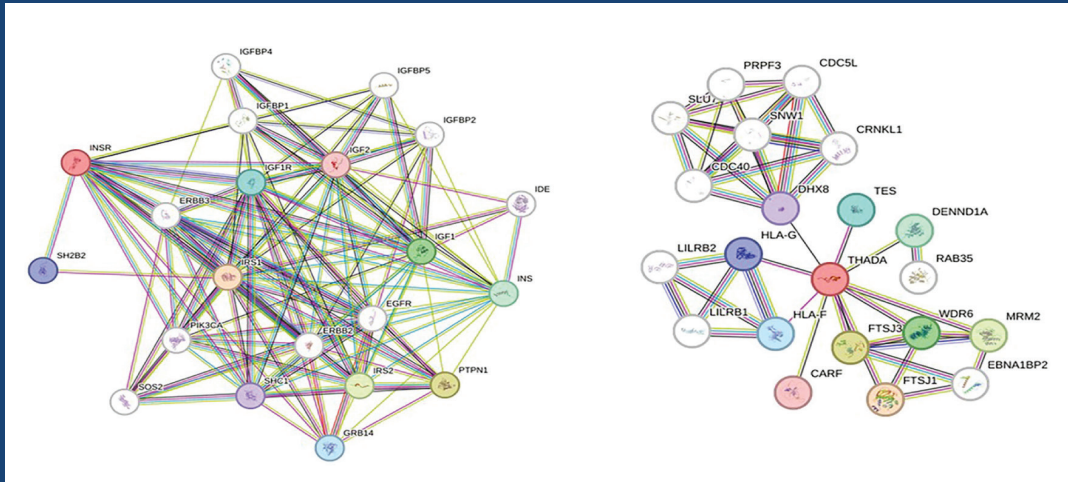 IGFBP4
IGFBP5
IGFBP1
IGFBP2
INSR
IGF2
IGF1R
IDE
ERBB3
IGF1
SH2B2
IRS1
INS
EGFR
PIK3CA
ERBB2
IRS2
PTPN1
SHC1
SOS2
GRB14
PRPF3
CDC5L
SLU7
SNW1
CRNKL1
CDC40
DHX8
TES
DENND1A
HLA-G
LILRB2
THADA
RAB35
LILRB1
HLA-F
WDR6
MRM2
FTSJ3
EBNA1BP2
CARF
FTSJ1